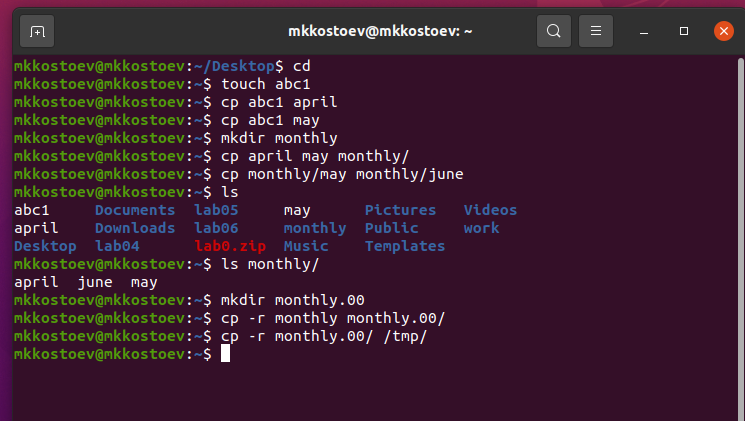 mkkostoev@mkkostoev: ~
mkkostoev@mkkostoev:~/Desktop$ cd
mkkostoev@mkkostoev:~$ touch abc1
mkkostoev@mkkostoev:~$ cp abc1 april
mkkostoev@mkkostoev:~$ cp abc1 may
mkkostoev@mkkostoev:~$ mkdir monthly
mkkostoev@mkkostoev:~$ cp april may monthly/
mkkostoev@mkkostoev:~$ cp monthly/may monthly/june
mkkostoev@mkkostoev:~$ ls
abc1     Documents  lab05    may      Pictures   Videos
april    Downloads  lab06    monthly  Public     work
Desktop  lab04      lab0.zip  Music    Templates
mkkostoev@mkkostoev:~$ ls monthly/
april  june  may
mkkostoev@mkkostoev:~$ mkdir monthly.00
mkkostoev@mkkostoev:~$ cp -r monthly monthly.00/
mkkostoev@mkkostoev:~$ cp -r monthly.00/ /tmp/
mkkostoev@mkkostoev:~$